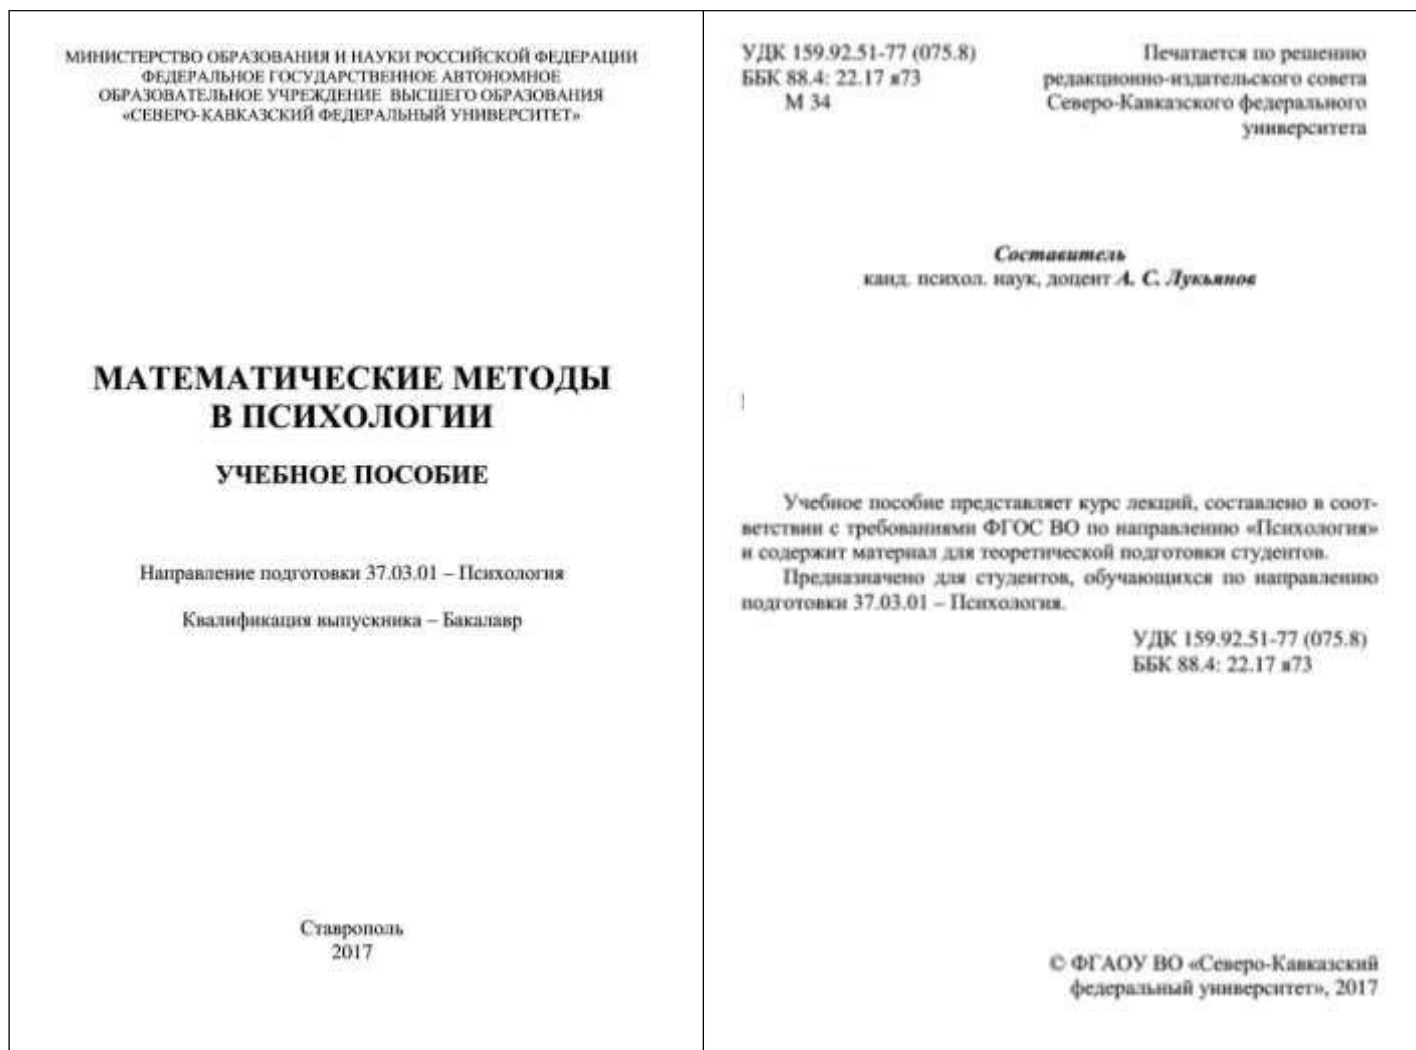 МИНИСТЕРСТВО ОБРАЗОВАНИЯ И НАУКИ РОССИЙСКОЙ ФЕДЕРАЦИИ
ФЕДЕРАЛЬНОЕ ГОСУДАРСТВЕННОЕ АВТОНОМНОЕ
ОБРАЗОВАТЕЛЬНОЕ УЧРЕЖДЕНИЕ ВЫСШЕГО ОБРАЗОВАНИЯ
«СЕВЕРО-КАВКАЗСКИЙ ФЕДЕРАЛЬНЫЙ УНИВЕРСИТЕТ»
МАТЕМАТИЧЕСКИЕ МЕТОДЫ
В ПСИХОЛОГИИ
УЧЕБНОЕ ПОСОБИЕ
Направление подготовки 37.03.01 – Психология
Квалификация выпускника – Бакалавр
Ставрополь
2017
УДК 159.92.51-77 (075.8)
ББК 88.4: 22.17 я73
М 34
Печатается по решению
редакционно-издательского совета
Северо-Кавказского федерального
университета
Составитель
канд. психол. наук, доцент А. С. Лукьянов
Учебное пособие представляет курс лекций, составлено в соот-
ветствии с требованиями ФГОС ВО по направлению «Психология»
и содержит материал для теоретической подготовки студентов.
Предназначено для студентов, обучающихся по направлению
подготовки 37.03.01 – Психология.
УДК 159.92.51-77 (075.8)
ББК 88.4: 22.17 я73
© ФГАОУ ВО «Северо-Кавказский
федеральный университет», 2017